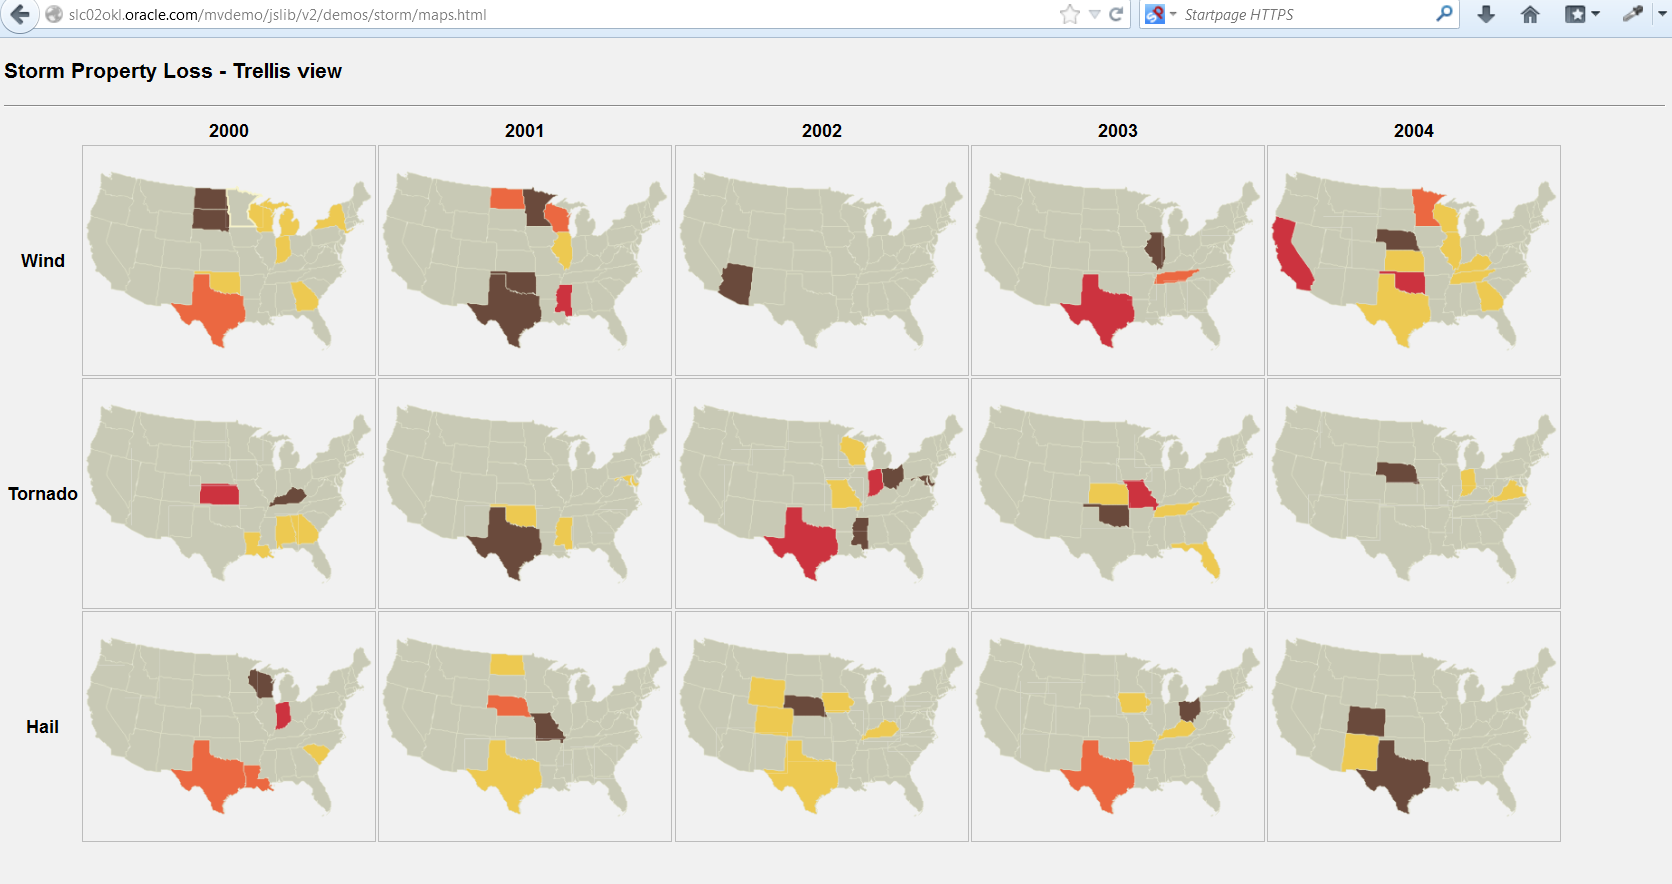 slc02okl.oracle.com/mvdemo/jslib/v2/demos/storm/maps.html
Startpage HTTPS
Storm Property Loss - Trellis view
2000 2001 2002 2003 2004
Wind
Tornado
Hail